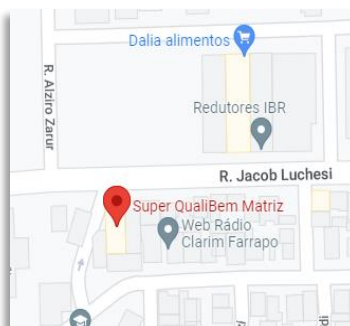 Dalia alimentos
R. Alziro Zarur
Redutores IBR
R. Jacob Luchesi
Super QualiBem Matriz
Web Rádio
Clarim Farrapo